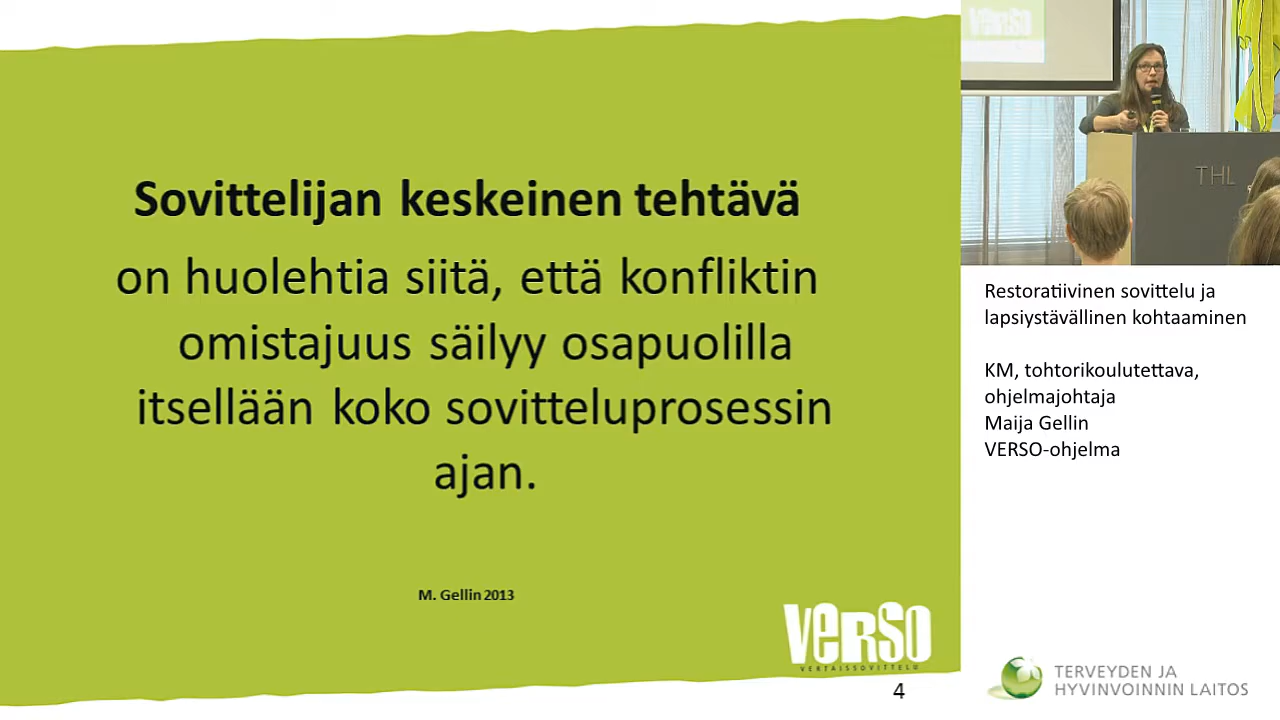 Sovittelijan keskeinen tehtävä
on huolehtia siitä, että konfliktin
omistajuus säilyy osapuolilla
itsellään koko sovitteluprosessin
ajan.
M. Gellin 2013
VERSO
VERTAISSOVITTELU
4
VERSO
THL
Restoratiivinen sovittelu ja
lapsiystävällinen kohtaaminen
KM, tohtorikoulutettava,
ohjelmajohtaja
Maija Gellin
VERSO-ohjelma
TERVEYDEN JA
HYVINVOINNIN LAITOS